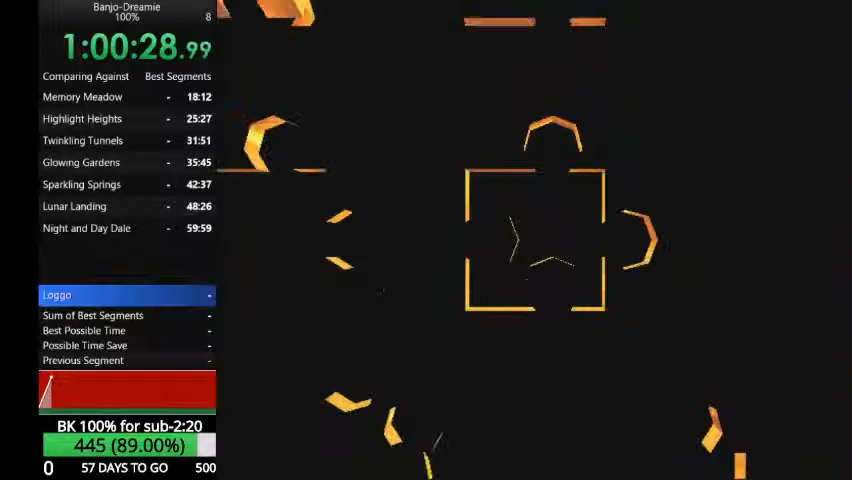 Banjo-Dreamie
100% 8
1:00:28.99
Comparing Against Best Segments
Memory Meadow - 18:12
Highlight Heights - 25:27
Twinkling Tunnels - 31:51
Glowing Gardens - 35:45
Sparkling Springs - 42:37
Lunar Landing - 48:26
Night and Day Dale - 59:59
Loggo -
Sum of Best Segments -
Best Possible Time -
Possible Time Save -
Previous Segment -
BK 100% for sub-2:20
445 (89.00%)
0 57 DAYS TO GO 500